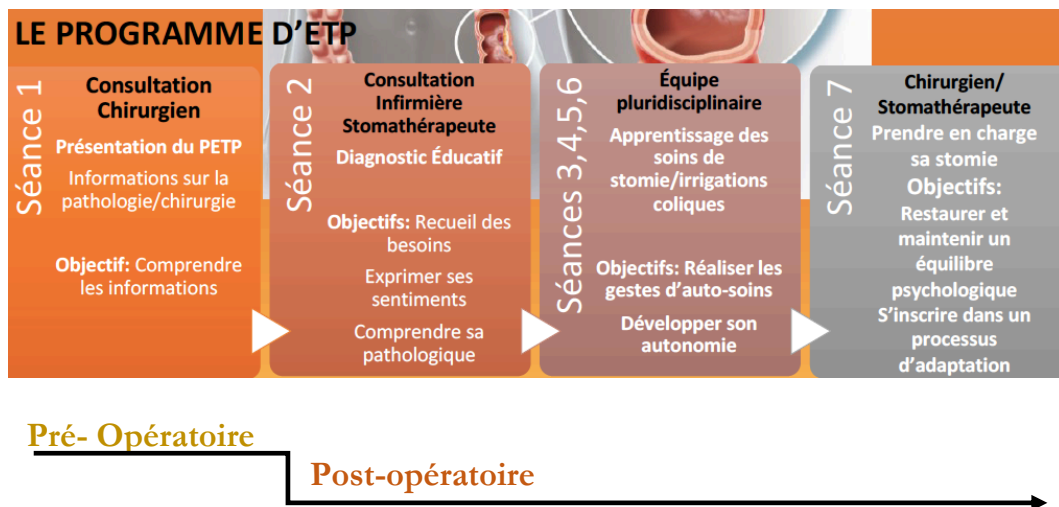 LE PROGRAMME D'ETP
Séance 1
Consultation
Chirurgien
Présentation du PETP
Informations sur la
pathologie/chirurgie
Objectif: Comprendre
les informations
Séance 2
Consultation
Infirmière
Stomathérapeute
Diagnostic Éducatif
Objectifs: Recueil des
besoins
Exprimer ses
sentiments
Comprendre sa
pathologique
Séances 3,4,5,6
Équipe
pluridisciplinaire
Apprentissage des
soins de
stomie/irrigations
coliques
Objectifs: Réaliser les
gestes d'auto-soins
Développer son
autonomie
Séance 7
Chirurgien/
Stomathérapeute
Prendre en charge
sa stomie
Objectifs:
Restaurer et
maintenir un
équilibre
psychologique
S'inscrire dans un
processus
d'adaptation
Pré- Opératoire
Post-opératoire